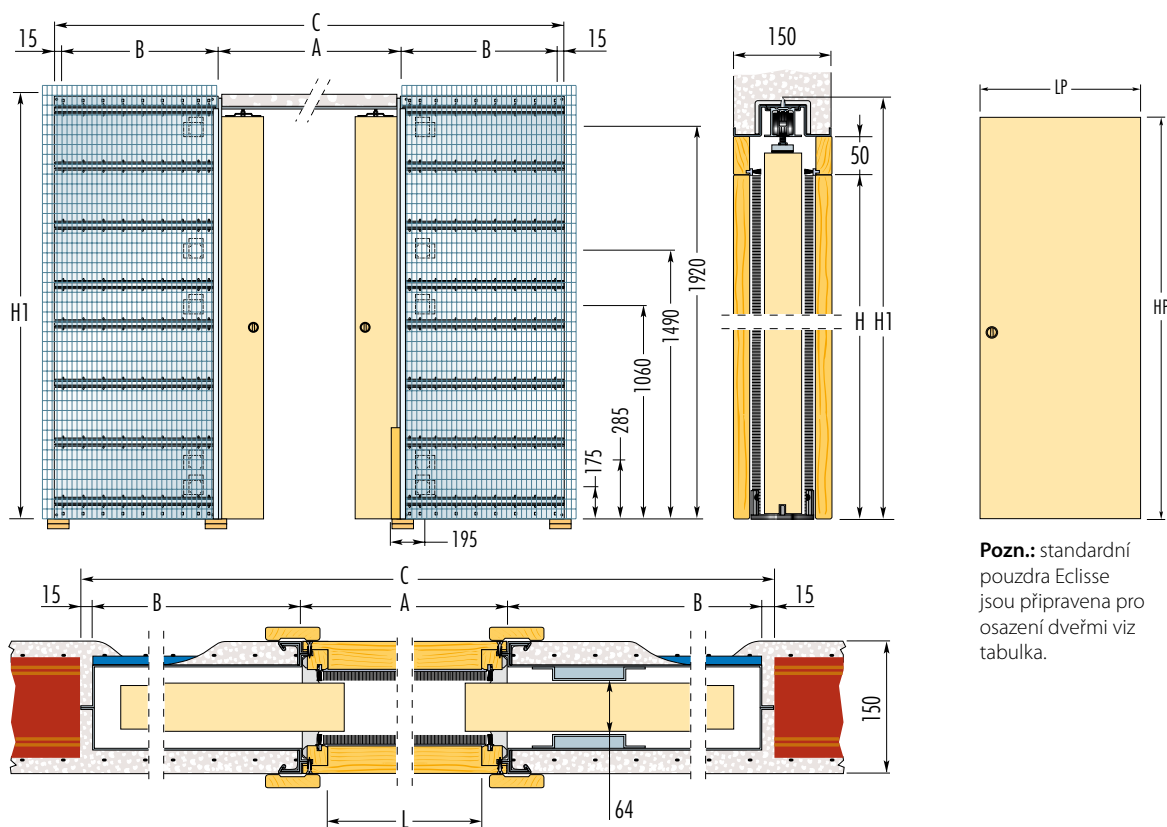 C
15 B A B 15
H1
1920
1490
1060
285
175
195
150
50
H H1
LP
HP
Pozn.: standardní
pouzdra Eclisse
jsou připravena pro
osazení dveřmi viz
tabulka.
C
15 B A B 15
150
64
L